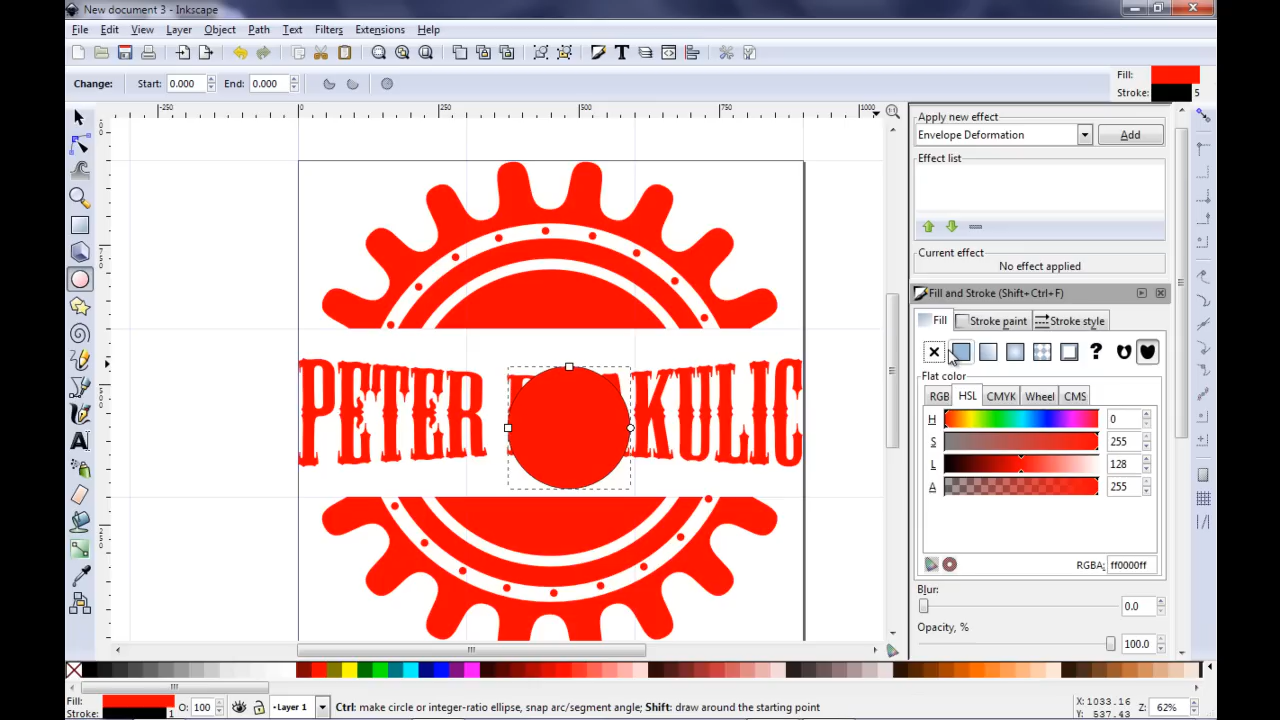 New document 3 - Inkscape
File Edit View Layer Object Path Text Filters Extensions Help
Change: Start: 0.000 End: 0.000
Fill:
Stroke: 5
-250 0 250 500 750 1000
Apply new effect
Envelope Deformation Add
Effect list
Current effect
No effect applied
Fill and Stroke (Shift+Ctrl+F)
Fill Stroke paint Stroke style
?
Flat color
RGB HSL CMYK Wheel CMS
H 0
S 255
L 128
A 255
RGBA: ff0000ff
Blur:
0.0
Opacity, %
100.0
PETER KULIC
Fill:
Stroke: 1
O: 100
Layer 1
Ctrl: make circle or integer-ratio ellipse, snap arc/segment angle; Shift: draw around the starting point
X: 1033.16
Y: 537.43
Z: 62%